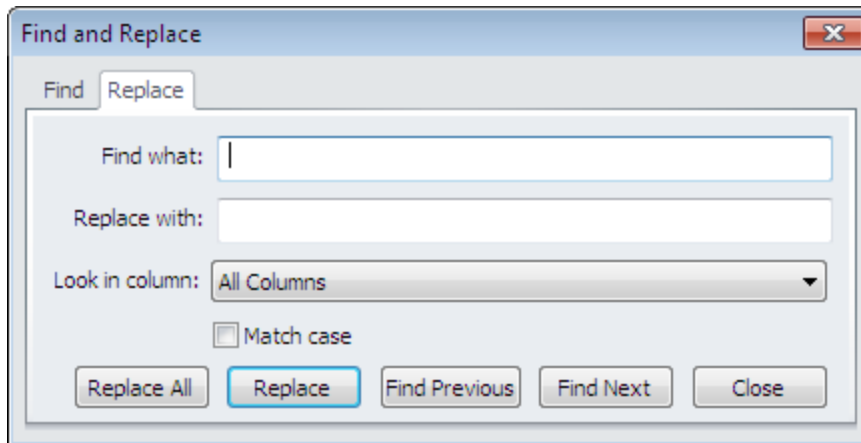 Find and Replace
Find Replace
Find what:
Replace with:
Look in column: All Columns
Match case
Replace All Replace Find Previous Find Next Close